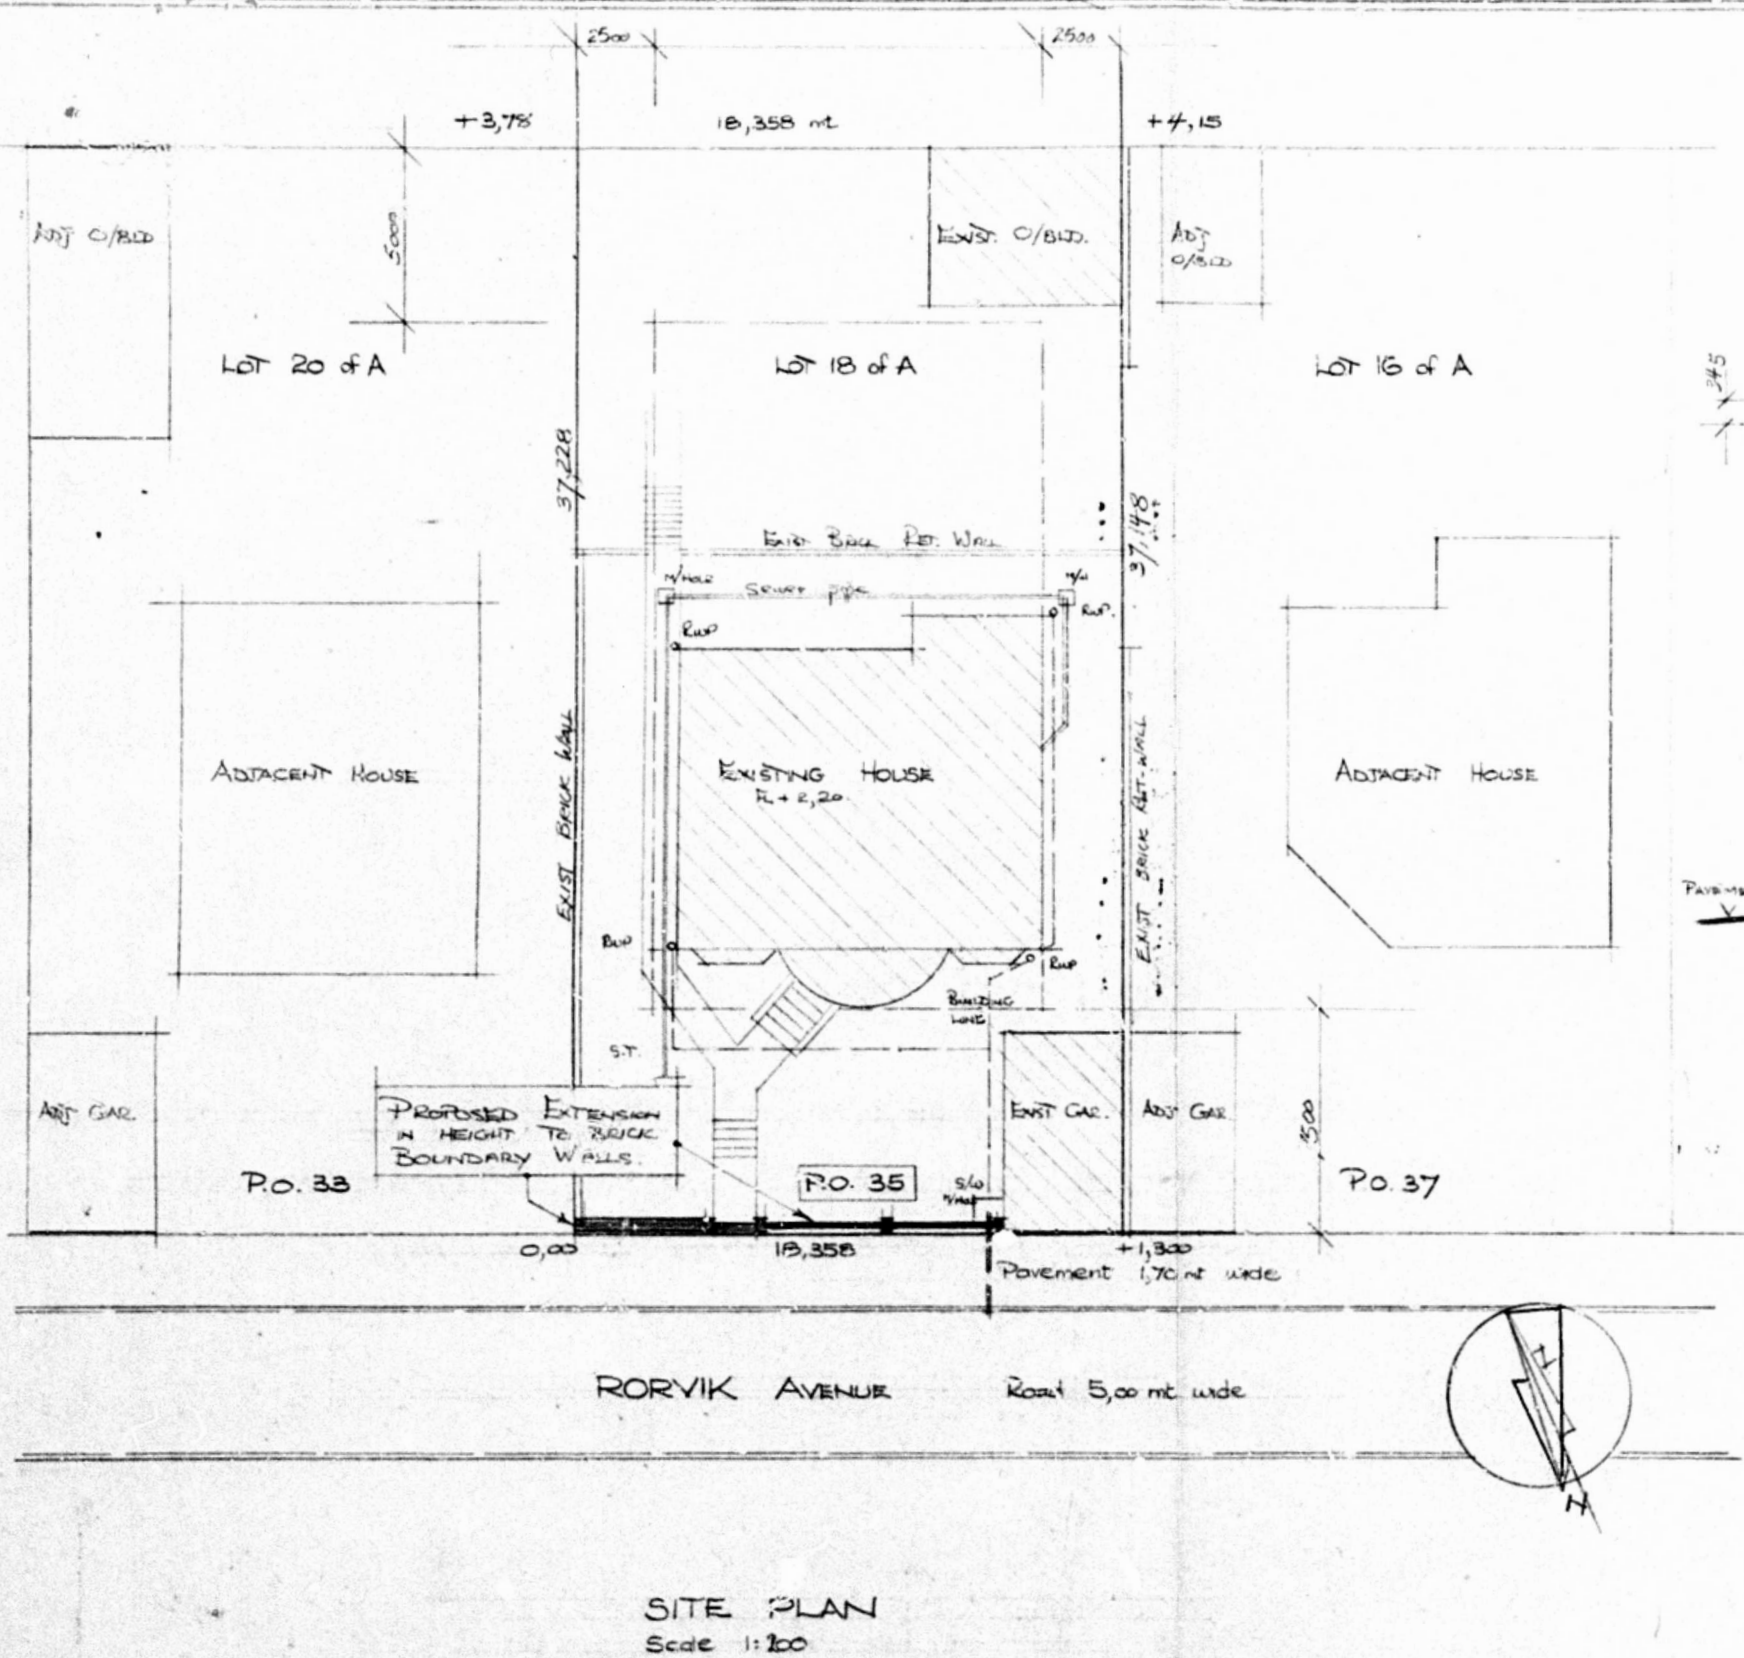 2500
2500
+3,78
18,358 mt
+4,15
ADJ O/BLD
5000
EXIST. O/BLD.
ADJ
O/BLD
LOT 20 of A
LOT 18 of A
LOT 16 of A
345
37,228
37,148
EXIST BRICK RET. WALL
M/HOLE
SEWER PIPE
M/H
RWP
RWP.
EXIST BRICK WALL
EXISTING HOUSE
FL + 2,20
ADJACENT HOUSE
ADJACENT HOUSE
EXIST BRICK RET-WALL
PAVEME
RWP
RWP
BUILDING
LINE
S.T.
ADJ GAR.
PROPOSED EXTENSION
IN HEIGHT TO BRICK
BOUNDARY WALLS.
EXIST GAR.
ADJ GAR
P.O. 33
P.O. 35
P.O. 37
0,00
18,358
+1,300
Pavement 1,70 mt wide
RORVIK AVENUE
Road 5,00 mt wide
N
SITE PLAN
Scale 1:200